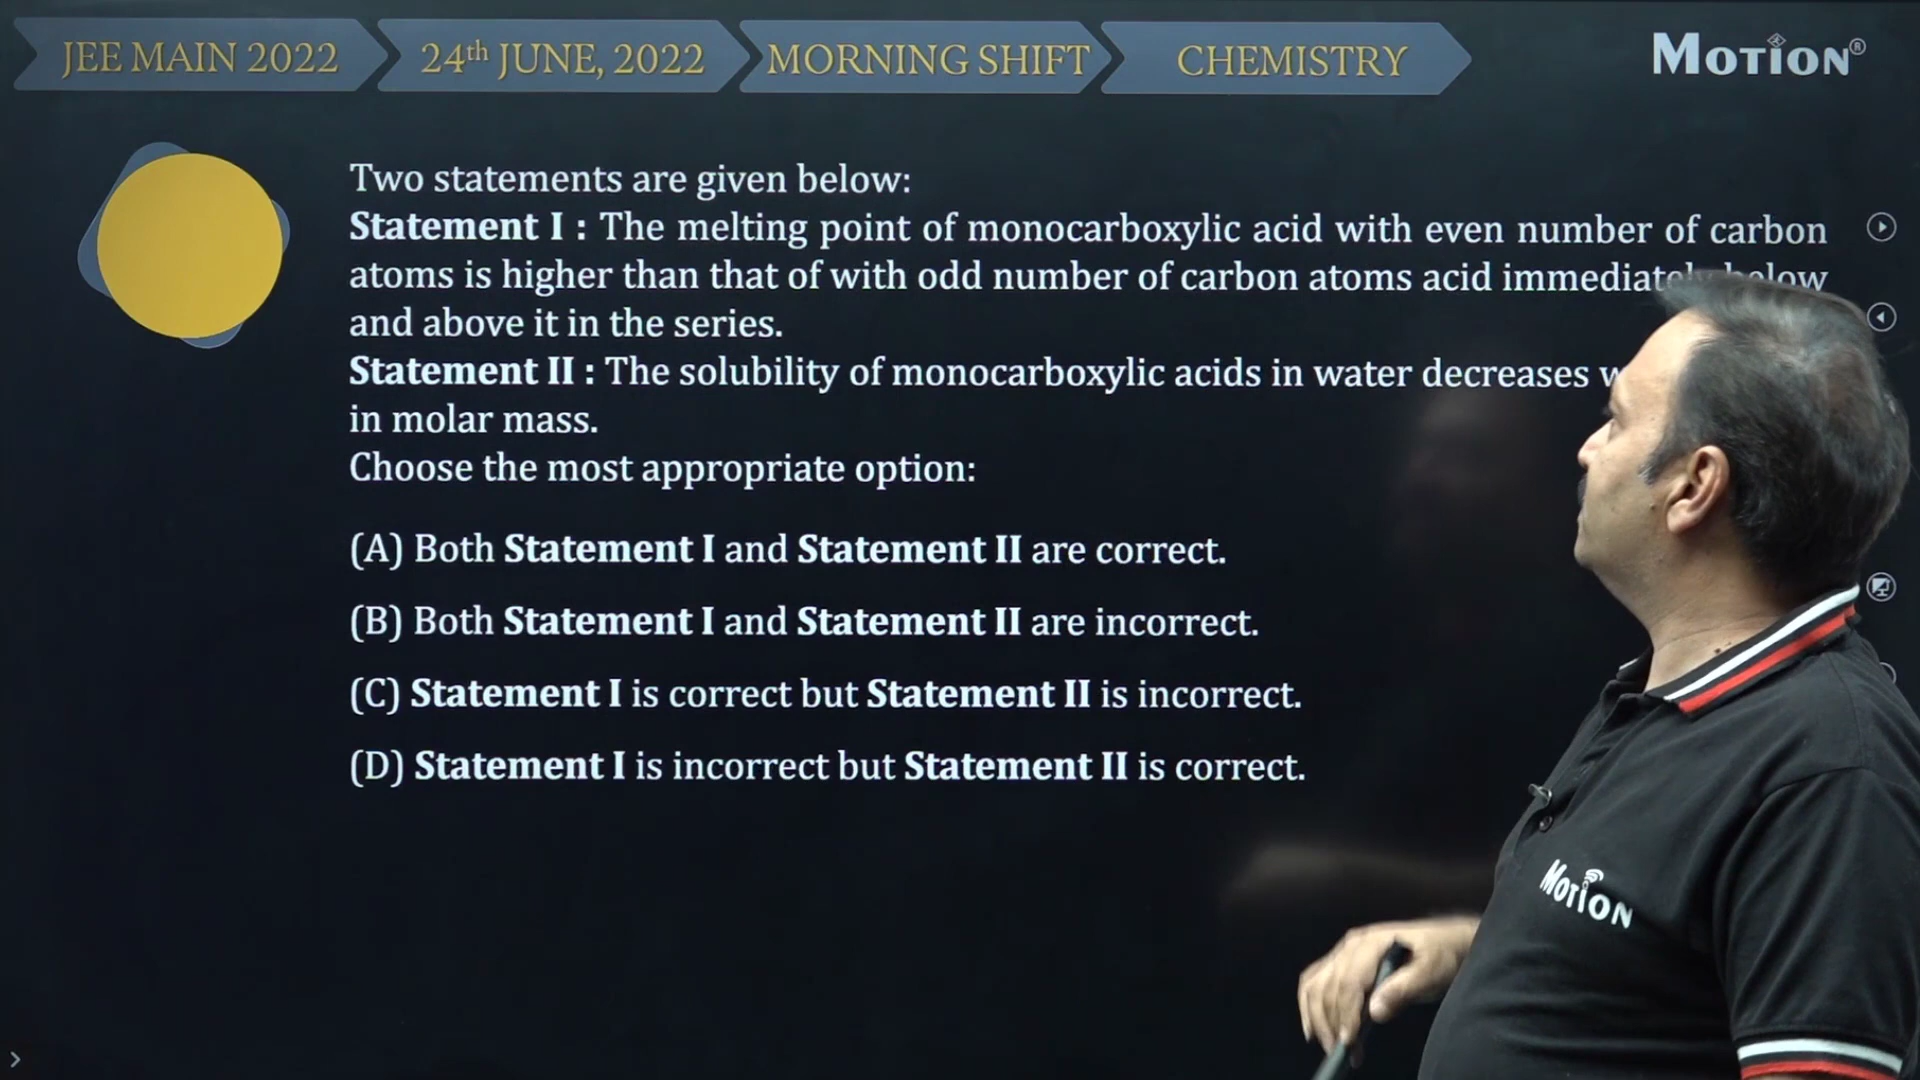 JEE MAIN 2022
24th JUNE, 2022
MORNING SHIFT
CHEMISTRY
MOTION®
Two statements are given below:
Statement I : The melting point of monocarboxylic acid with even number of carbon
atoms is higher than that of with odd number of carbon atoms acid immediately below
and above it in the series.
Statement II : The solubility of monocarboxylic acids in water decreases
in molar mass.
Choose the most appropriate option:
(A) Both Statement I and Statement II are correct.
(B) Both Statement I and Statement II are incorrect.
(C) Statement I is correct but Statement II is incorrect.
(D) Statement I is incorrect but Statement II is correct.
MOTION